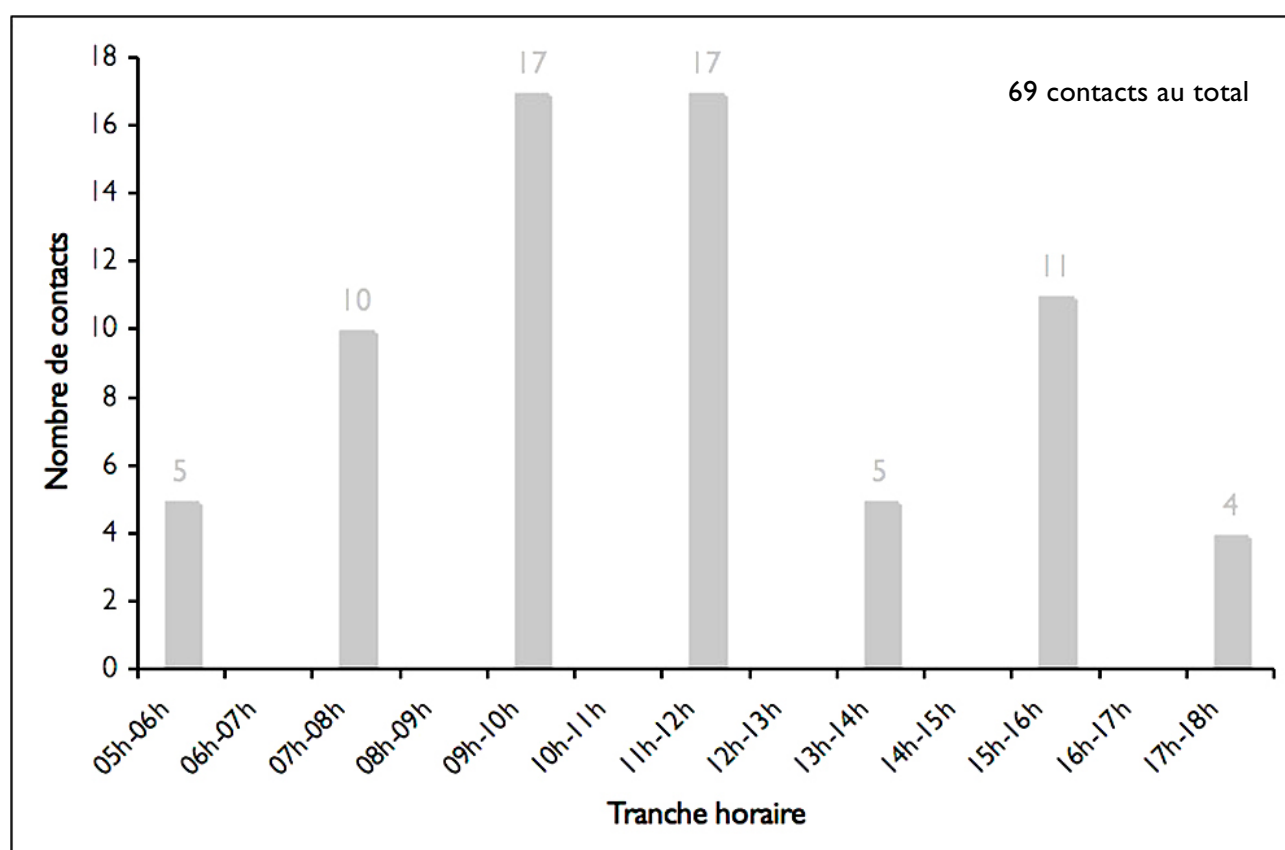 69 contacts au total
Nombre de contacts
18
16
14
12
10
8
6
4
2
0
5
10
17
17
5
11
4
05h-06h
06h-07h
07h-08h
08h-09h
09h-10h
10h-11h
11h-12h
12h-13h
13h-14h
14h-15h
15h-16h
16h-17h
17h-18h
Tranche horaire